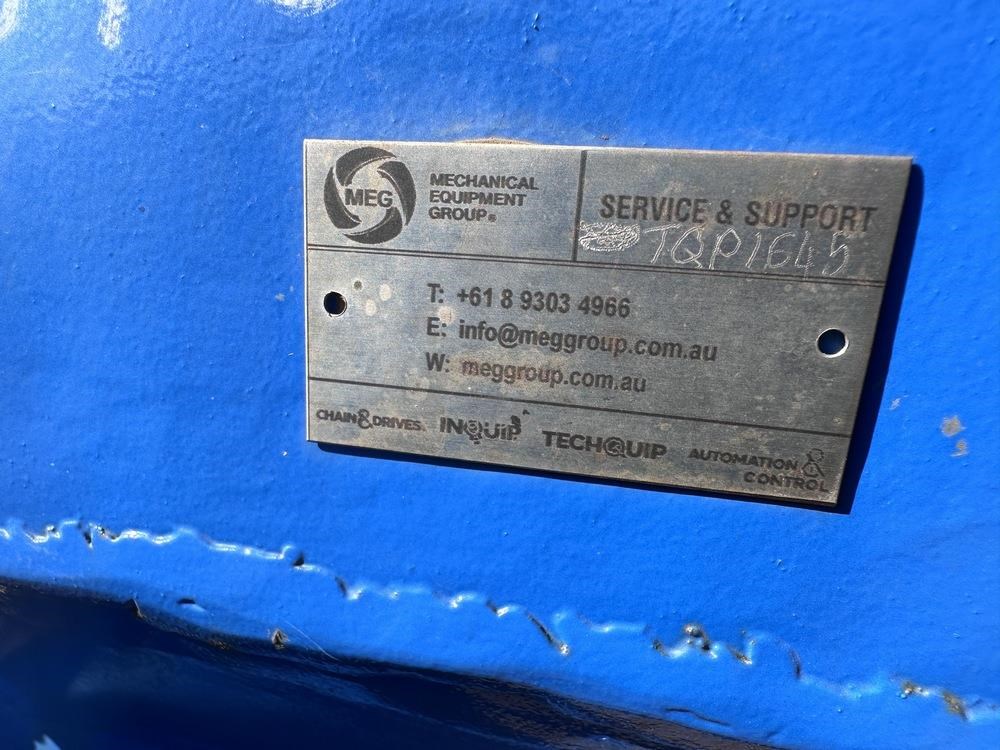 MEG
MECHANICAL
EQUIPMENT
GROUP®
SERVICE & SUPPORT
TQP1645
T: +61 8 9303 4966
E: info@meggroup.com.au
W: meggroup.com.au
CHAIN&DRIVES INQUIP TECHQUIP AUTOMATION & CONTROL